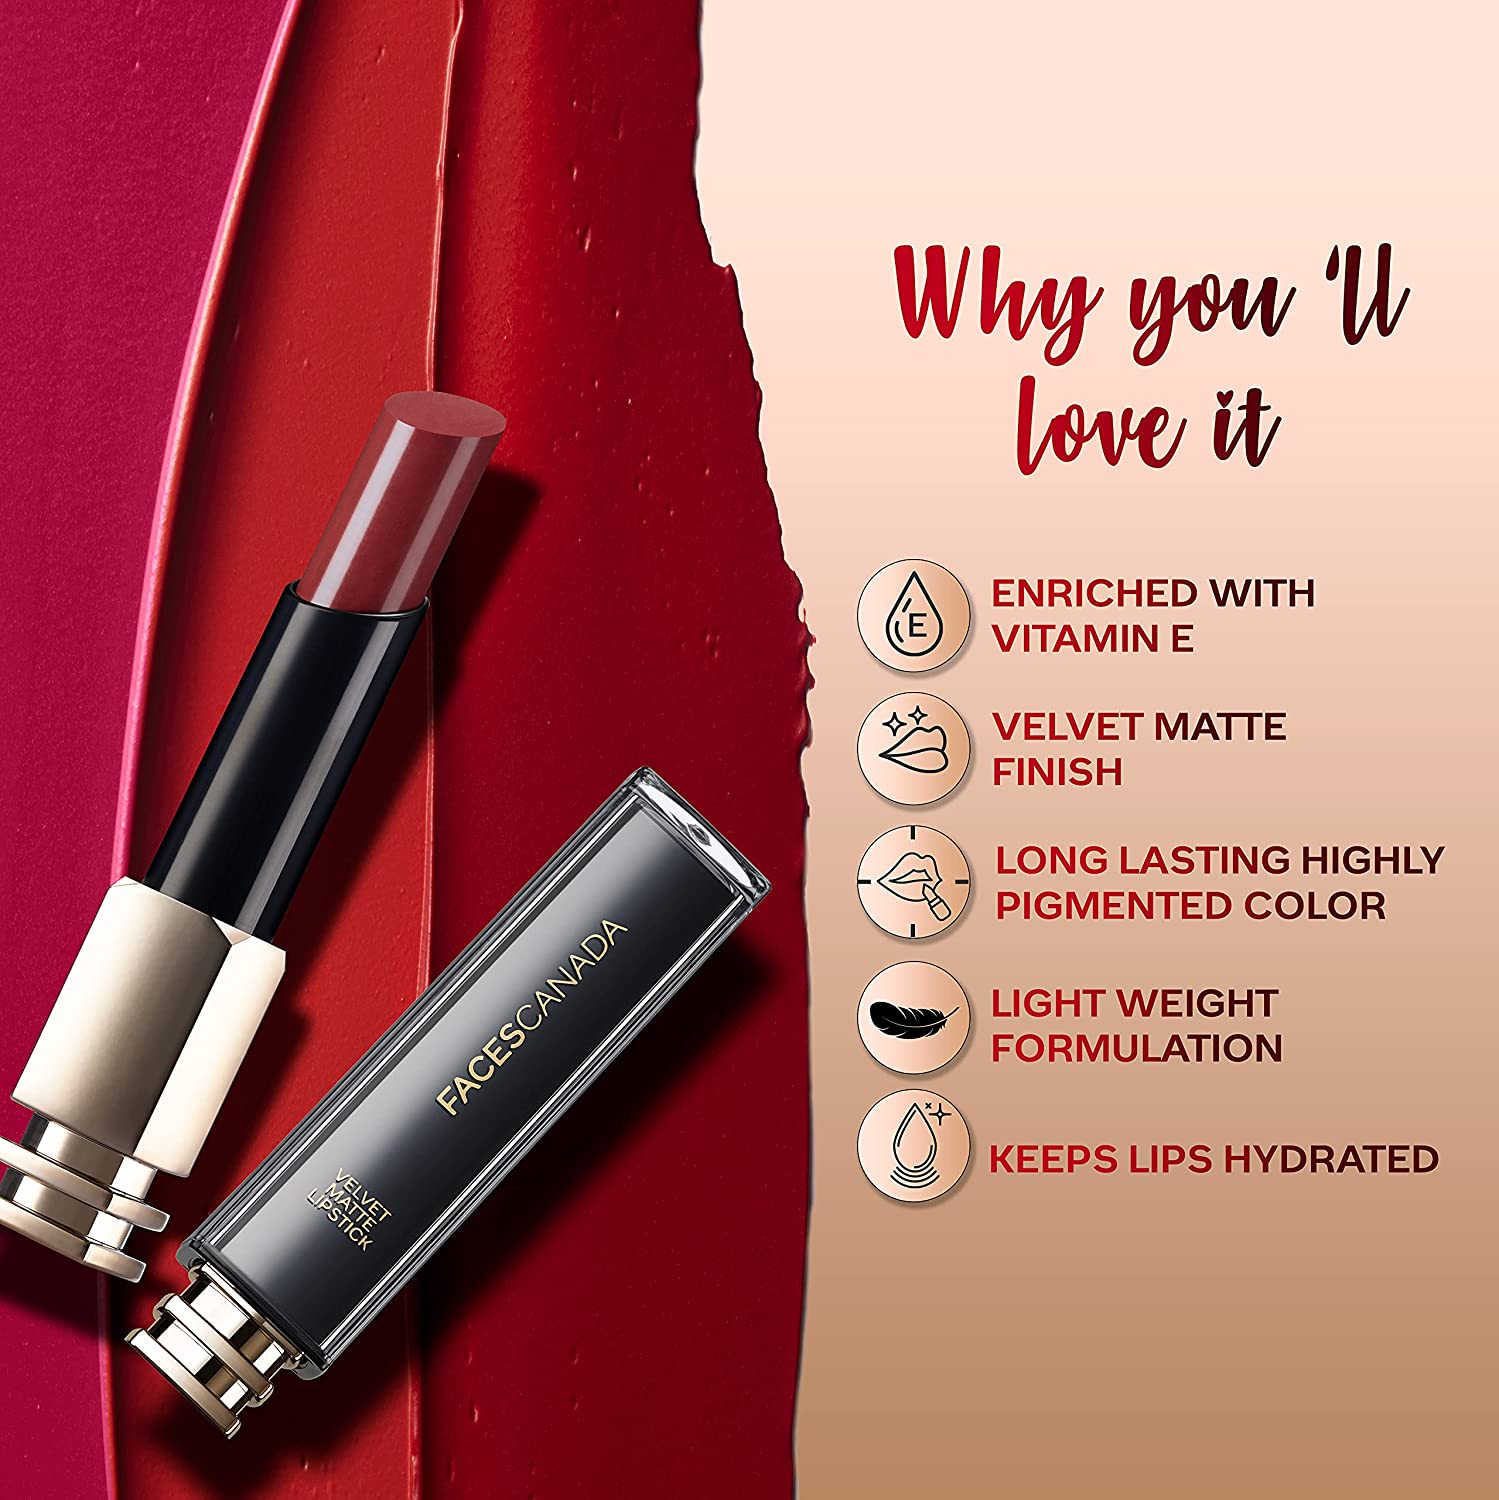 Why you 'll
love it
E
ENRICHED WITH
VITAMIN E
VELVET MATTE
FINISH
LONG LASTING HIGHLY
PIGMENTED COLOR
LIGHT WEIGHT
FORMULATION
KEEPS LIPS HYDRATED
FACESCANADA
VELVET
MATTE
LIPSTICK